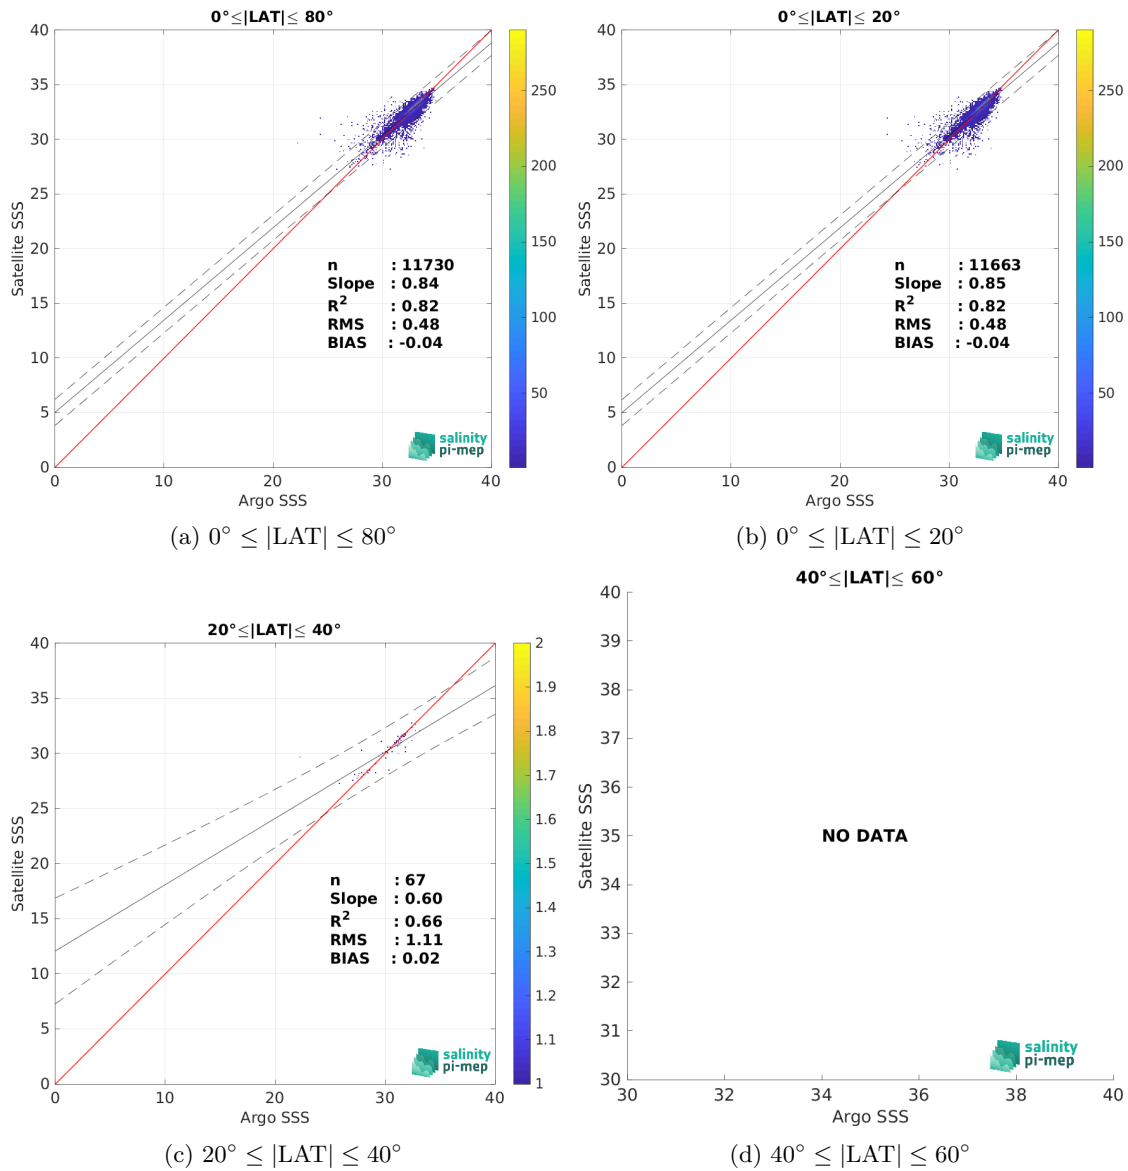 0°≤|LAT|≤ 80°
40
35
30
25
20
15
10
5
0
Satellite SSS
n : 11730
Slope : 0.84
R2 : 0.82
RMS : 0.48
BIAS : -0.04
salinity
pi-mep
0 10 20 30 40
Argo SSS
250
200
150
100
50
(a) 0° ≤ |LAT| ≤ 80°
0°≤|LAT|≤ 20°
40
35
30
25
20
15
10
5
0
Satellite SSS
n : 11663
Slope : 0.85
R2 : 0.82
RMS : 0.48
BIAS : -0.04
salinity
pi-mep
0 10 20 30 40
Argo SSS
250
200
150
100
50
(b) 0° ≤ |LAT| ≤ 20°
20°≤|LAT|≤ 40°
40
35
30
25
20
15
10
5
0
Satellite SSS
n : 67
Slope : 0.60
R2 : 0.66
RMS : 1.11
BIAS : 0.02
salinity
pi-mep
0 10 20 30 40
Argo SSS
2
1.9
1.8
1.7
1.6
1.5
1.4
1.3
1.2
1.1
1
(c) 20° ≤ |LAT| ≤ 40°
40°≤|LAT|≤ 60°
40
39
38
37
36
35
34
33
32
31
30
Satellite SSS
NO DATA
salinity
pi-mep
30 32 34 36 38 40
Argo SSS
(d) 40° ≤ |LAT| ≤ 60°